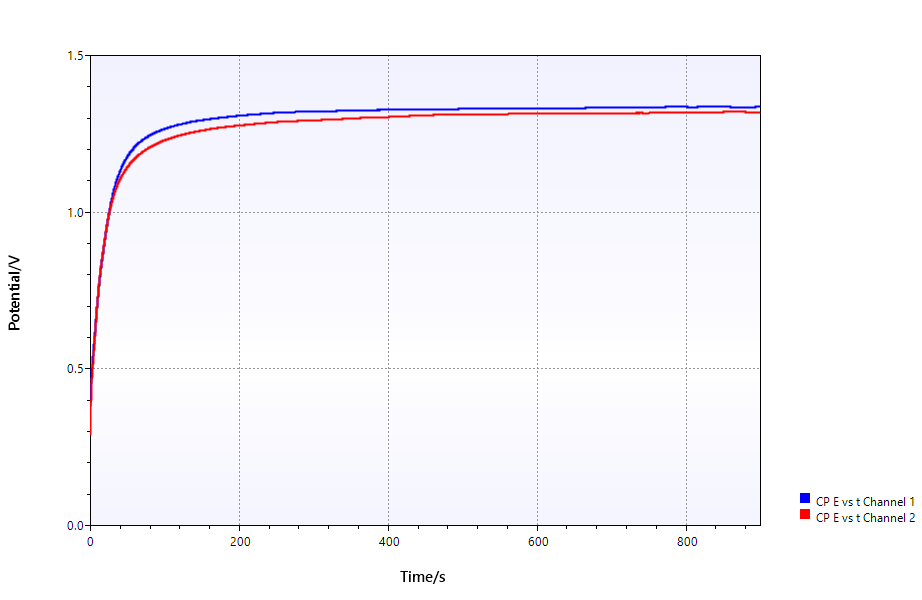 1.5
1.0
0.5
0.0
Potential/V
0 200 400 600 800
Time/s
CP E vs t Channel 1
CP E vs t Channel 2